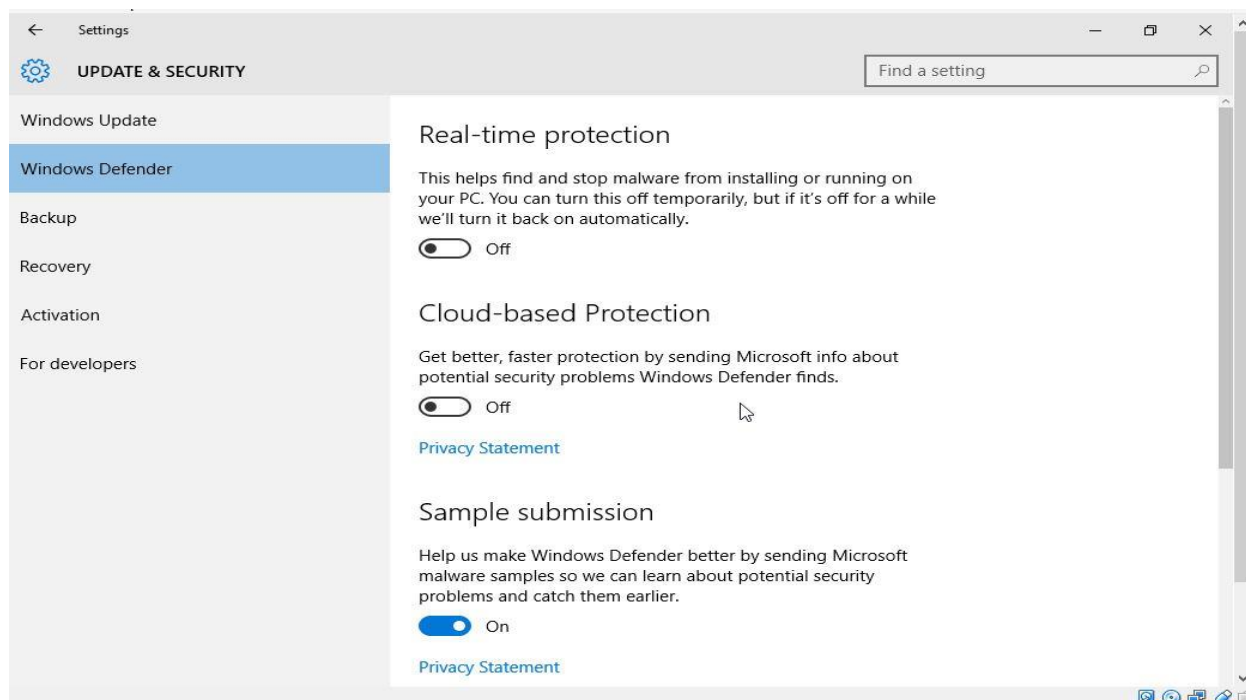 Settings
UPDATE & SECURITY
Find a setting
Windows Update
Windows Defender
Backup
Recovery
Activation
For developers
Real-time protection
This helps find and stop malware from installing or running on
your PC. You can turn this off temporarily, but if it's off for a while
we'll turn it back on automatically.
Off
Cloud-based Protection
Get better, faster protection by sending Microsoft info about
potential security problems Windows Defender finds.
Off
Privacy Statement
Sample submission
Help us make Windows Defender better by sending Microsoft
malware samples so we can learn about potential security
problems and catch them earlier.
On
Privacy Statement